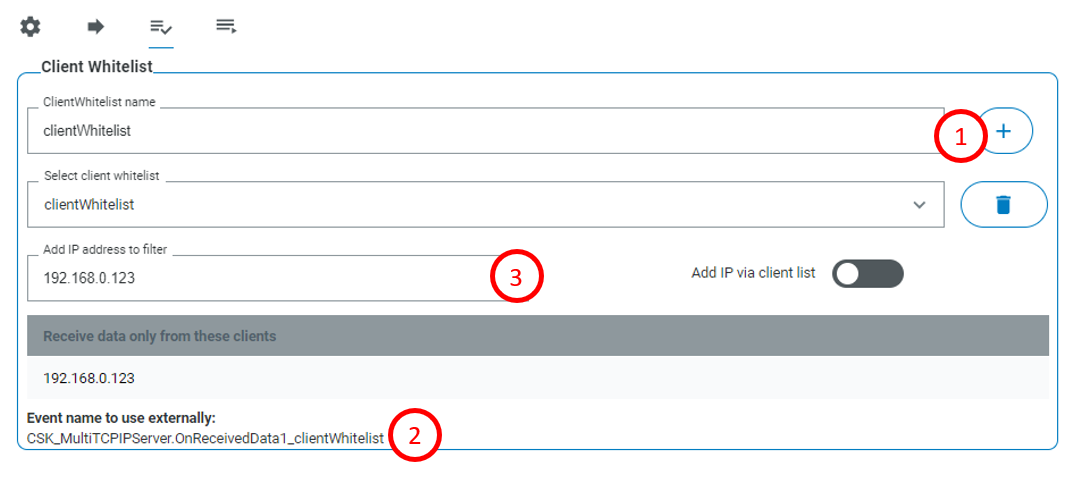 Client Whitelist
ClientWhitelist name
clientWhitelist
1
+
Select client whitelist
clientWhitelist
Add IP address to filter
192.168.0.123
3
Add IP via client list
Receive data only from these clients
192.168.0.123
Event name to use externally:
CSK_MultiTCPIPServer.OnReceivedData1_clientWhitelist
2